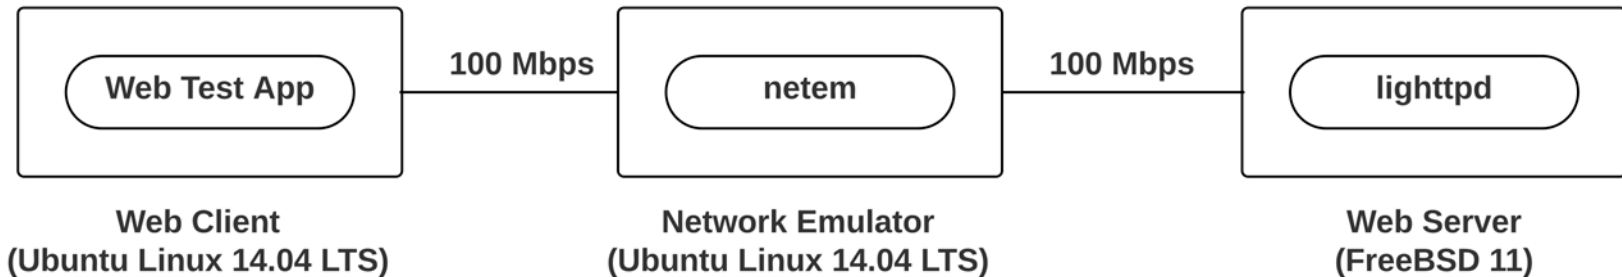 Web Test App
100 Mbps
netem
100 Mbps
lighttpd
Web Client
(Ubuntu Linux 14.04 LTS)
Network Emulator
(Ubuntu Linux 14.04 LTS)
Web Server
(FreeBSD 11)